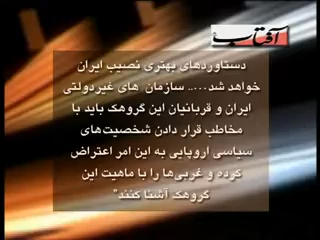 آفتاب
دستاوردهای بهتری نصیب ایران
خواهد شد..... سازمان های غیردولتی
ایران و قربانیان این گروهک باید با
مخاطب قرار دادن شخصیت‌های
سیاسی اروپایی به این امر اعتراض
کرده و غربی‌ها را با ماهیت این
گروهک آشنا کنند"